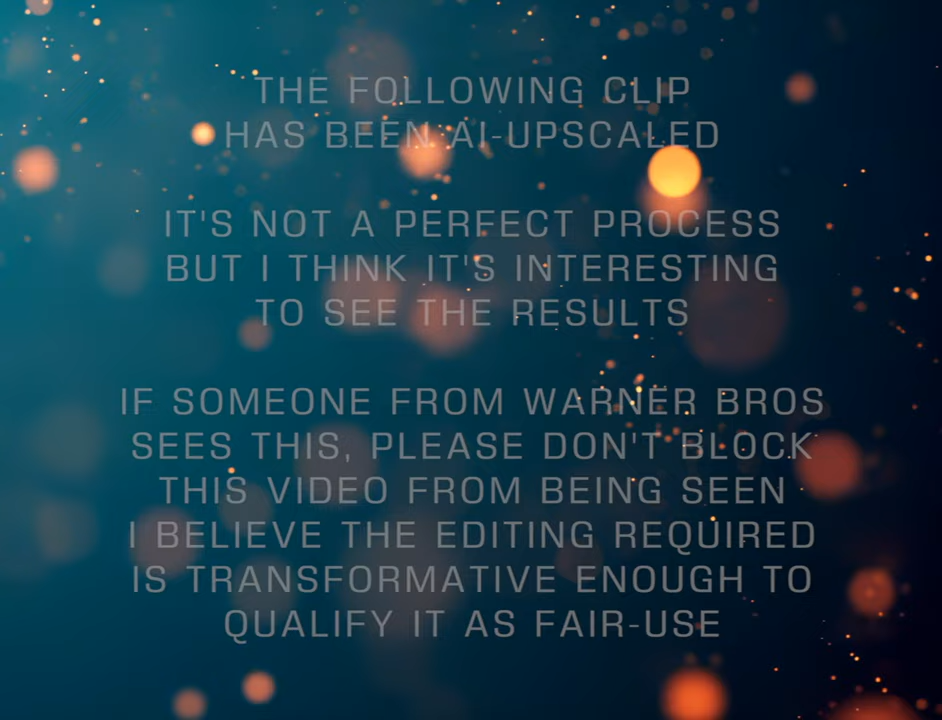 THE FOLLOWING CLIP
HAS BEEN AI-UPSCALED
IT'S NOT A PERFECT PROCESS
BUT I THINK IT'S INTERESTING
TO SEE THE RESULTS
IF SOMEONE FROM WARNER BROS
SEES THIS, PLEASE DON'T BLOCK
THIS VIDEO FROM BEING SEEN
I BELIEVE THE EDITING REQUIRED
IS TRANSFORMATIVE ENOUGH TO
QUALIFY IT AS FAIR-USE